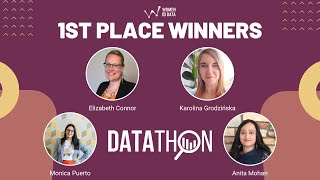 WOMEN
IN DATA
1ST PLACE WINNERS
Elizabeth Connor
Karolina Grodzińska
DATATHON
Monica Puerto
Anita Mohan